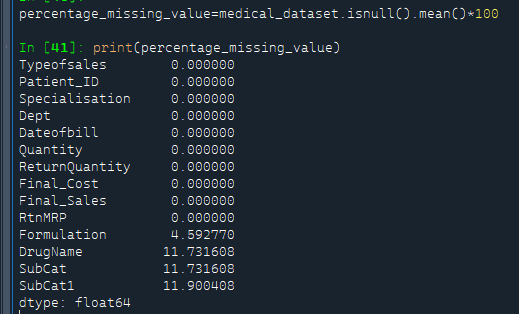 percentage_missing_value=medical_dataset.isnull().mean()*100
In [41]: print(percentage_missing_value)
Typeofsales 0.000000
Patient_ID 0.000000
Specialisation 0.000000
Dept 0.000000
Dateofbill 0.000000
Quantity 0.000000
ReturnQuantity 0.000000
Final_Cost 0.000000
Final_Sales 0.000000
RtnMRP 0.000000
Formulation 4.592770
DrugName 11.731608
SubCat 11.731608
SubCat1 11.900408
dtype: float64